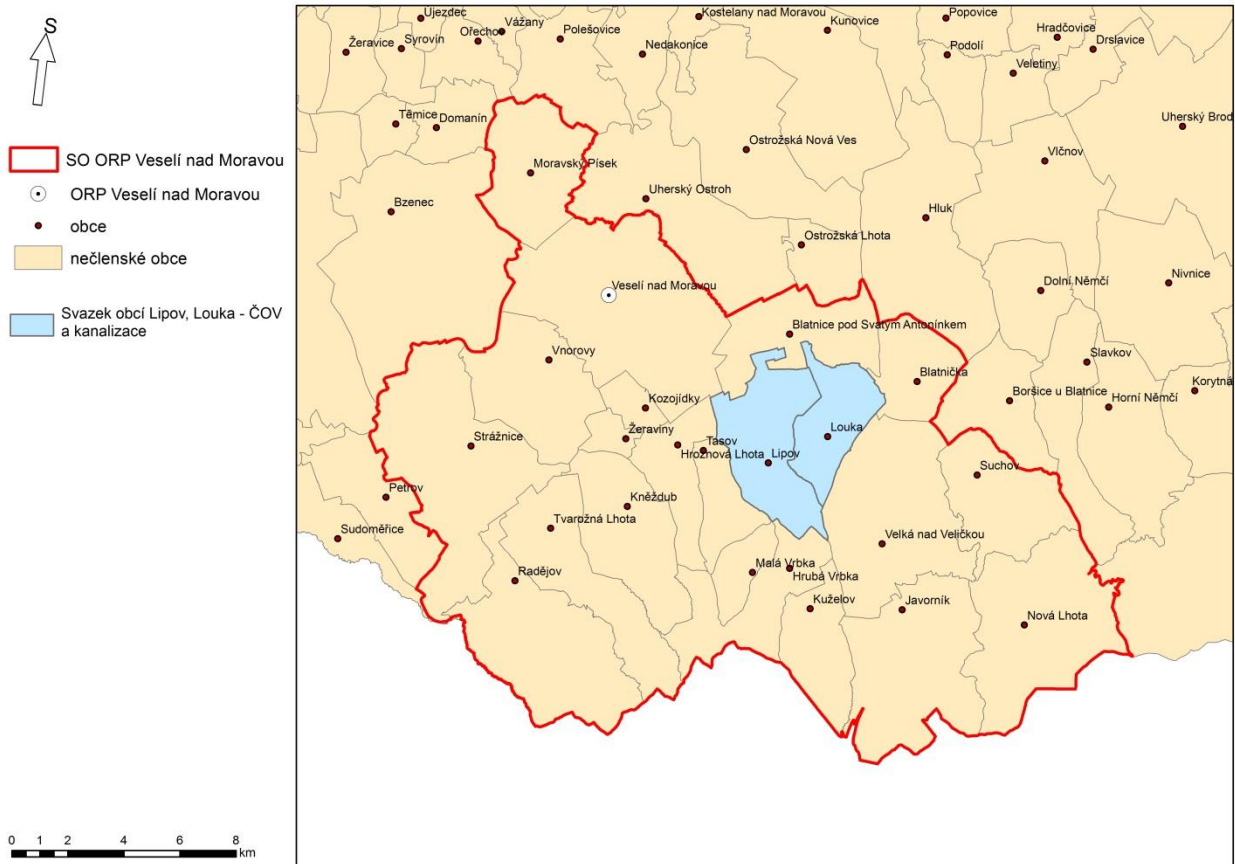 S
SO ORP Veselí nad Moravou
ORP Veselí nad Moravou
obce
nečlenské obce
Svazek obcí Lipov, Louka - ČOV
a kanalizace
0 1 2 4 6 8
km
Újezdec
Vážany
Polešovice
Kostelany nad Moravou
Kunovice
Popovice
Hradčovice
Drslavice
Žeravice
Syrovín
Ořechov
Nedakonice
Podolí
Veletiny
Těmice
Domanín
Uherský Brod
Ostrožská Nová Ves
Vlčnov
Moravský Písek
Bzenec
Uherský Ostroh
Hluk
Ostrožská Lhota
Veselí nad Moravou
Dolní Němčí
Nivnice
Blatnice pod Svatým Antonínkem
Vnorovy
Slavkov
Blatnička
Boršice u Blatnice
Horní Němčí
Korytná
Kozojídky
Louka
Strážnice
Žeraviny
Hroznová Lhota
Tasov
Lipov
Suchov
Petrov
Kněždub
Sudoměřice
Tvarožná Lhota
Velká nad Veličkou
Malá Vrbka
Hrubá Vrbka
Radějov
Kuželov
Javorník
Nová Lhota